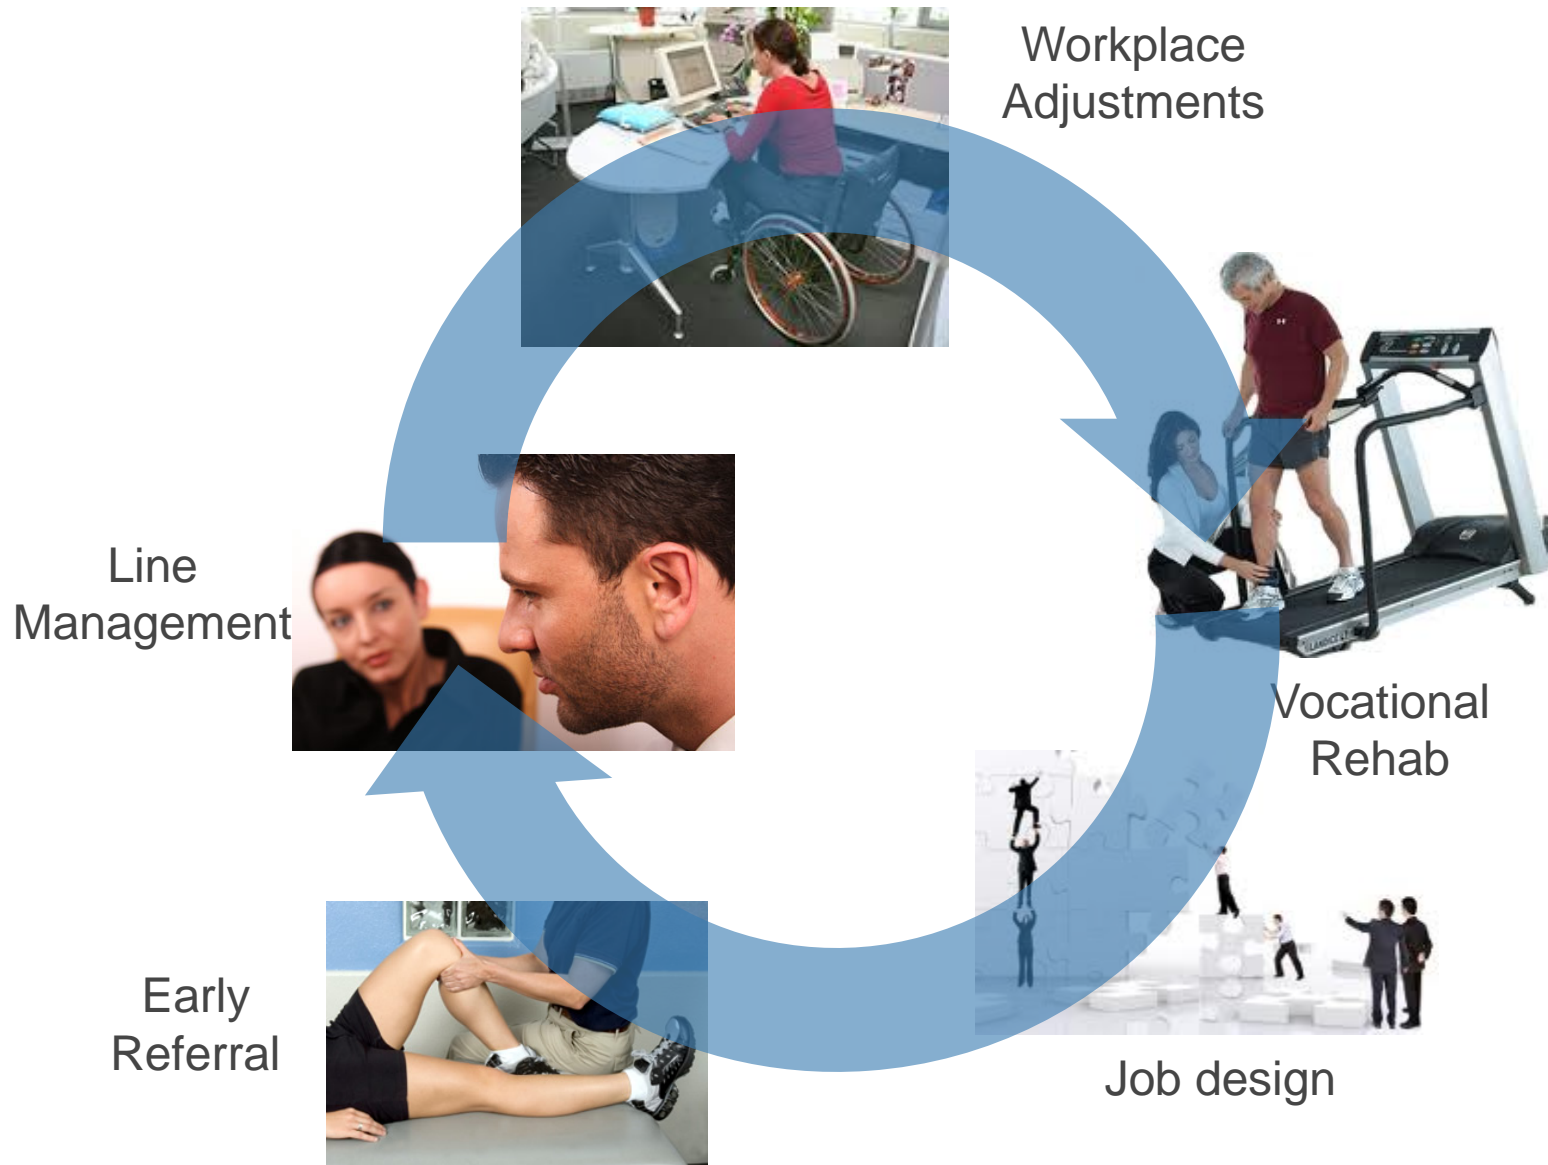 Workplace
Adjustments
Line
Management
Vocational
Rehab
Early
Referral
Job design